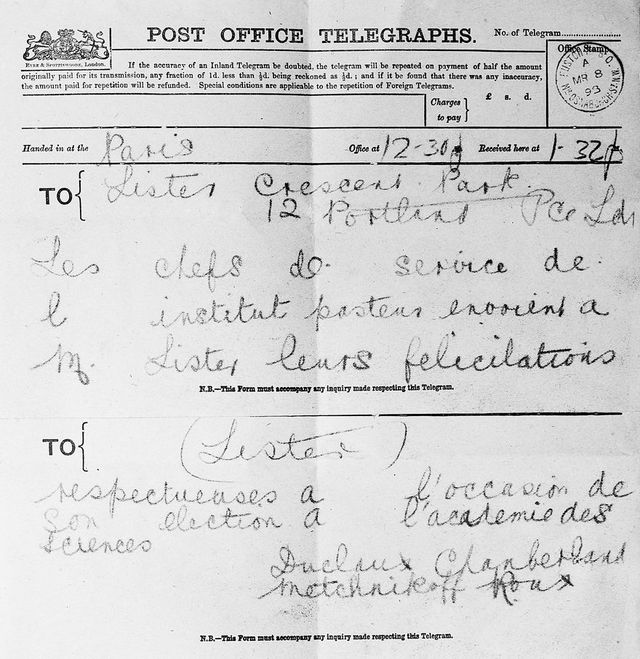 POST OFFICE TELEGRAPHS.
No. of Telegram
EYRE & SPOTTISWOODE, London.
If the accuracy of an Inland Telegram be doubted, the telegram will be repeated on payment of half the amount
originally paid for its transmission, any fraction of 1d. less than ½d. being reckoned as ½d.; and if it be found that there was any inaccuracy,
the amount paid for repetition will be refunded. Special conditions are applicable to the repetition of Foreign Telegrams.
Office Stamp
A
MR 8
93
Charges to pay £ s. d.
Handed in at the Paris Office at 12-30p Received here at 1-32p
TO Lister Crescent Park
12 Portland Pce Ldn
Les chefs de service de
l institut pasteur envoient a
M. Lister leurs felicitations
N.B.—This Form must accompany any inquiry made respecting this Telegram.
TO (Lister)
respectueuses a l'occasion de
son election a l'academie des
sciences
Duclaux Chamberland
Metchnikoff Roux
N.B.—This Form must accompany any inquiry made respecting this Telegram.